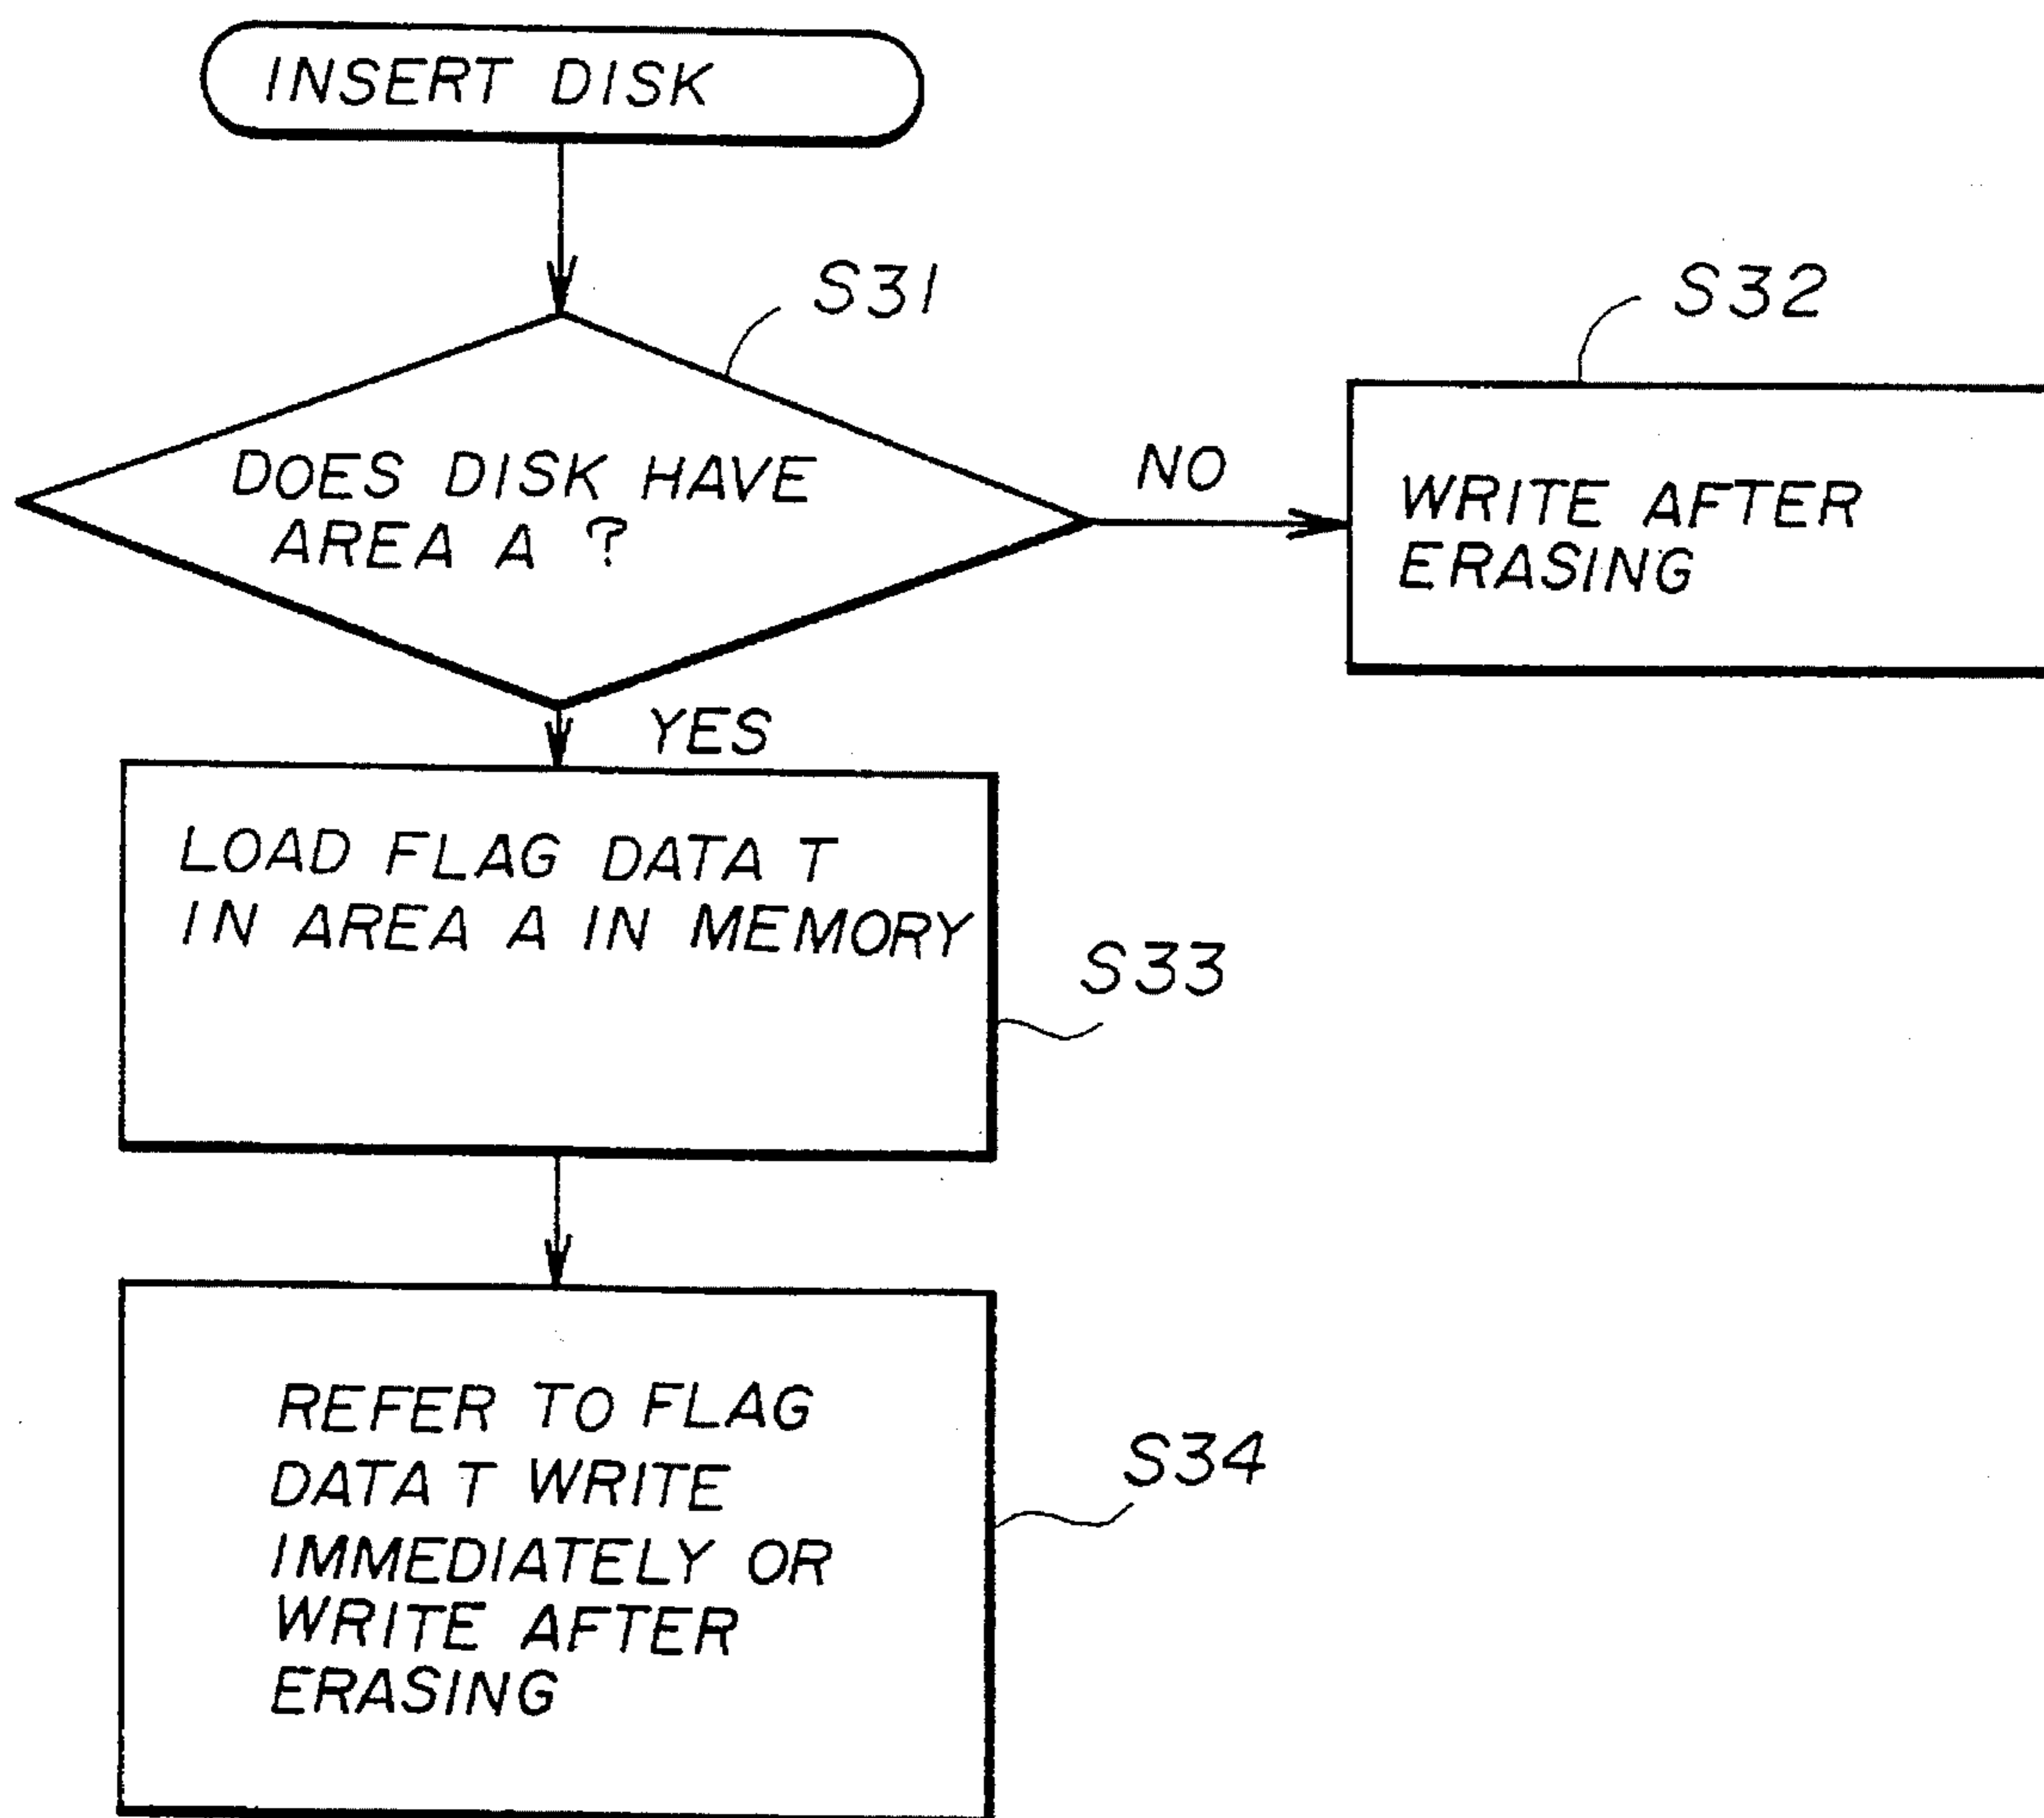 INSERT DISK
S31
S32
DOES DISK HAVE
AREA A ?
NO
WRITE AFTER
ERASING
YES
LOAD FLAG DATA T
IN AREA A IN MEMORY
S33
REFER TO FLAG
DATA T WRITE
IMMEDIATELY OR
WRITE AFTER
ERASING
S34